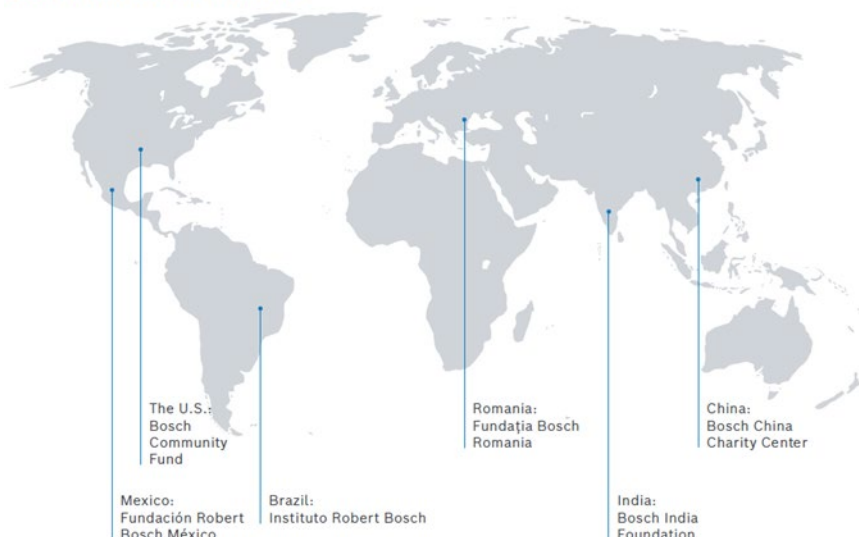 The U.S.:
Bosch
Community
Fund
Romania:
Fundația Bosch
Romania
China:
Bosch China
Charity Center
Mexico:
Fundación Robert
Bosch México
Brazil:
Instituto Robert Bosch
India:
Bosch India
Foundation